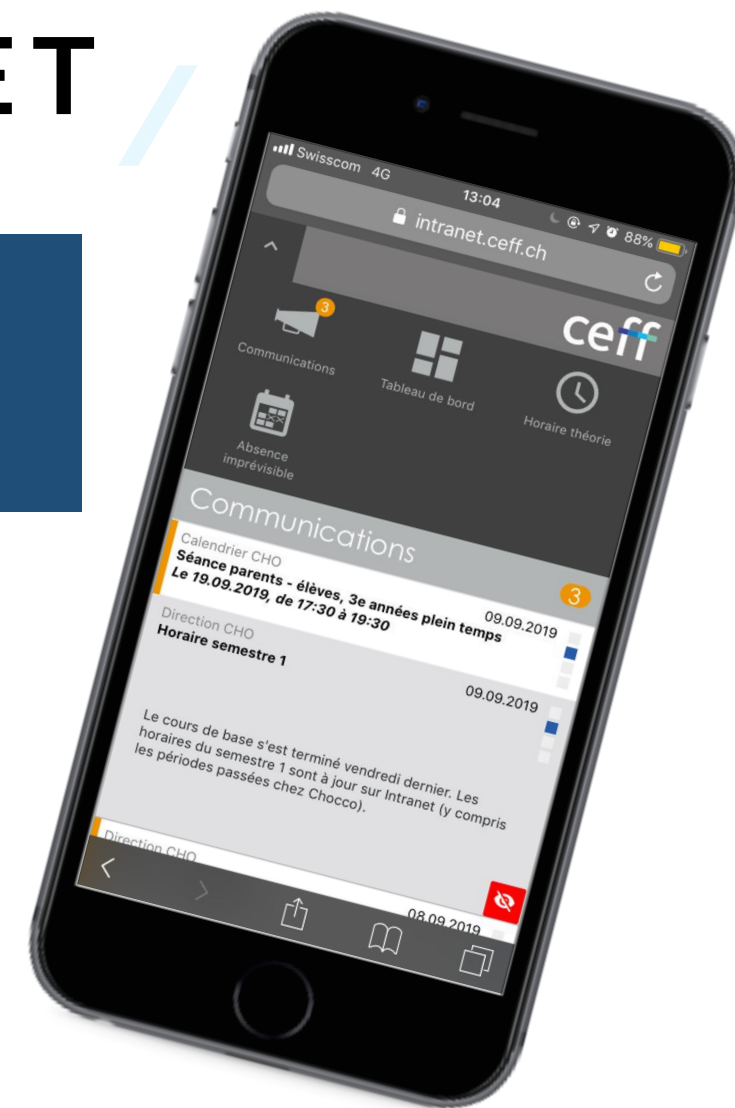 ET
Swisscom 4G 13:04 88%
intranet.ceff.ch
ceff
3
Communications
Tableau de bord
Horaire théorie
Absence
imprévisible
Communications 3
Calendrier CHO 09.09.2019
Séance parents - élèves, 3e années plein temps
Le 19.09.2019, de 17:30 à 19:30
Direction CHO
Horaire semestre 1 09.09.2019
Le cours de base s'est terminé vendredi dernier. Les
horaires du semestre 1 sont à jour sur Intranet (y compris
les périodes passées chez Chocco).
Direction CHO
08.09.2019